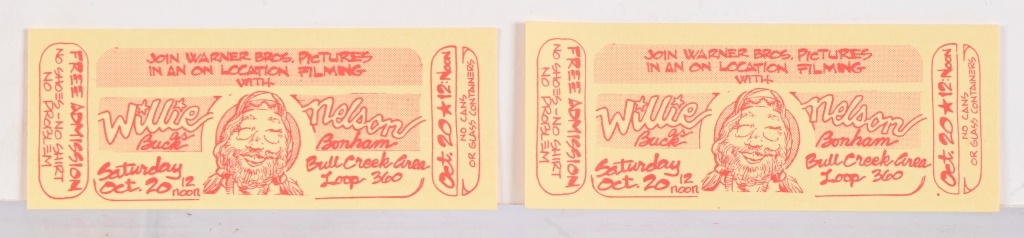 FREE ADMISSION
NO SHOES-NO SHIRT
NO PROBLEM
JOIN WARNER BROS. PICTURES
IN AN ON LOCATION FILMING
WITH
Willie Nelson
as
Buck Bonham
Saturday
Oct. 20 12 noon
Bull Creek Area
Loop 360
Oct. 20 ★ 12:Noon
NO CANS
OR GLASS CONTAINERS
FREE ADMISSION
NO SHOES-NO SHIRT
NO PROBLEM
JOIN WARNER BROS. PICTURES
IN AN ON LOCATION FILMING
WITH
Willie Nelson
as
Buck Bonham
Saturday
Oct. 20 12 noon
Bull Creek Area
Loop 360
Oct. 20 ★ 12:Noon
NO CANS
OR GLASS CONTAINERS